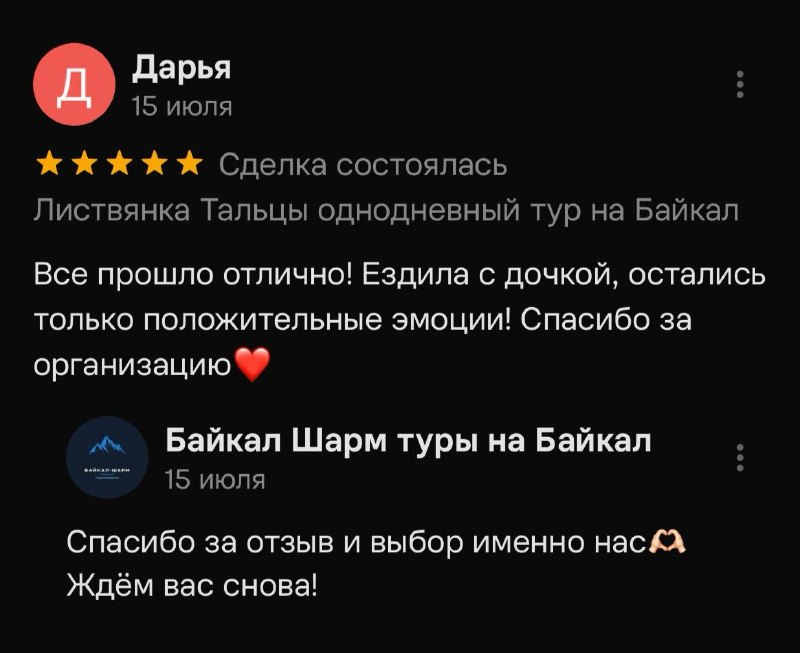 Д
Дарья
15 июля
Сделка состоялась
Листвянка Тальцы однодневный тур на Байкал
Все прошло отлично! Ездила с дочкой, остались
только положительные эмоции! Спасибо за
организацию❤️
БАЙКАЛ-ШАРМ
Байкал Шарм туры на Байкал
15 июля
Спасибо за отзыв и выбор именно нас🫶🏻
Ждём вас снова!